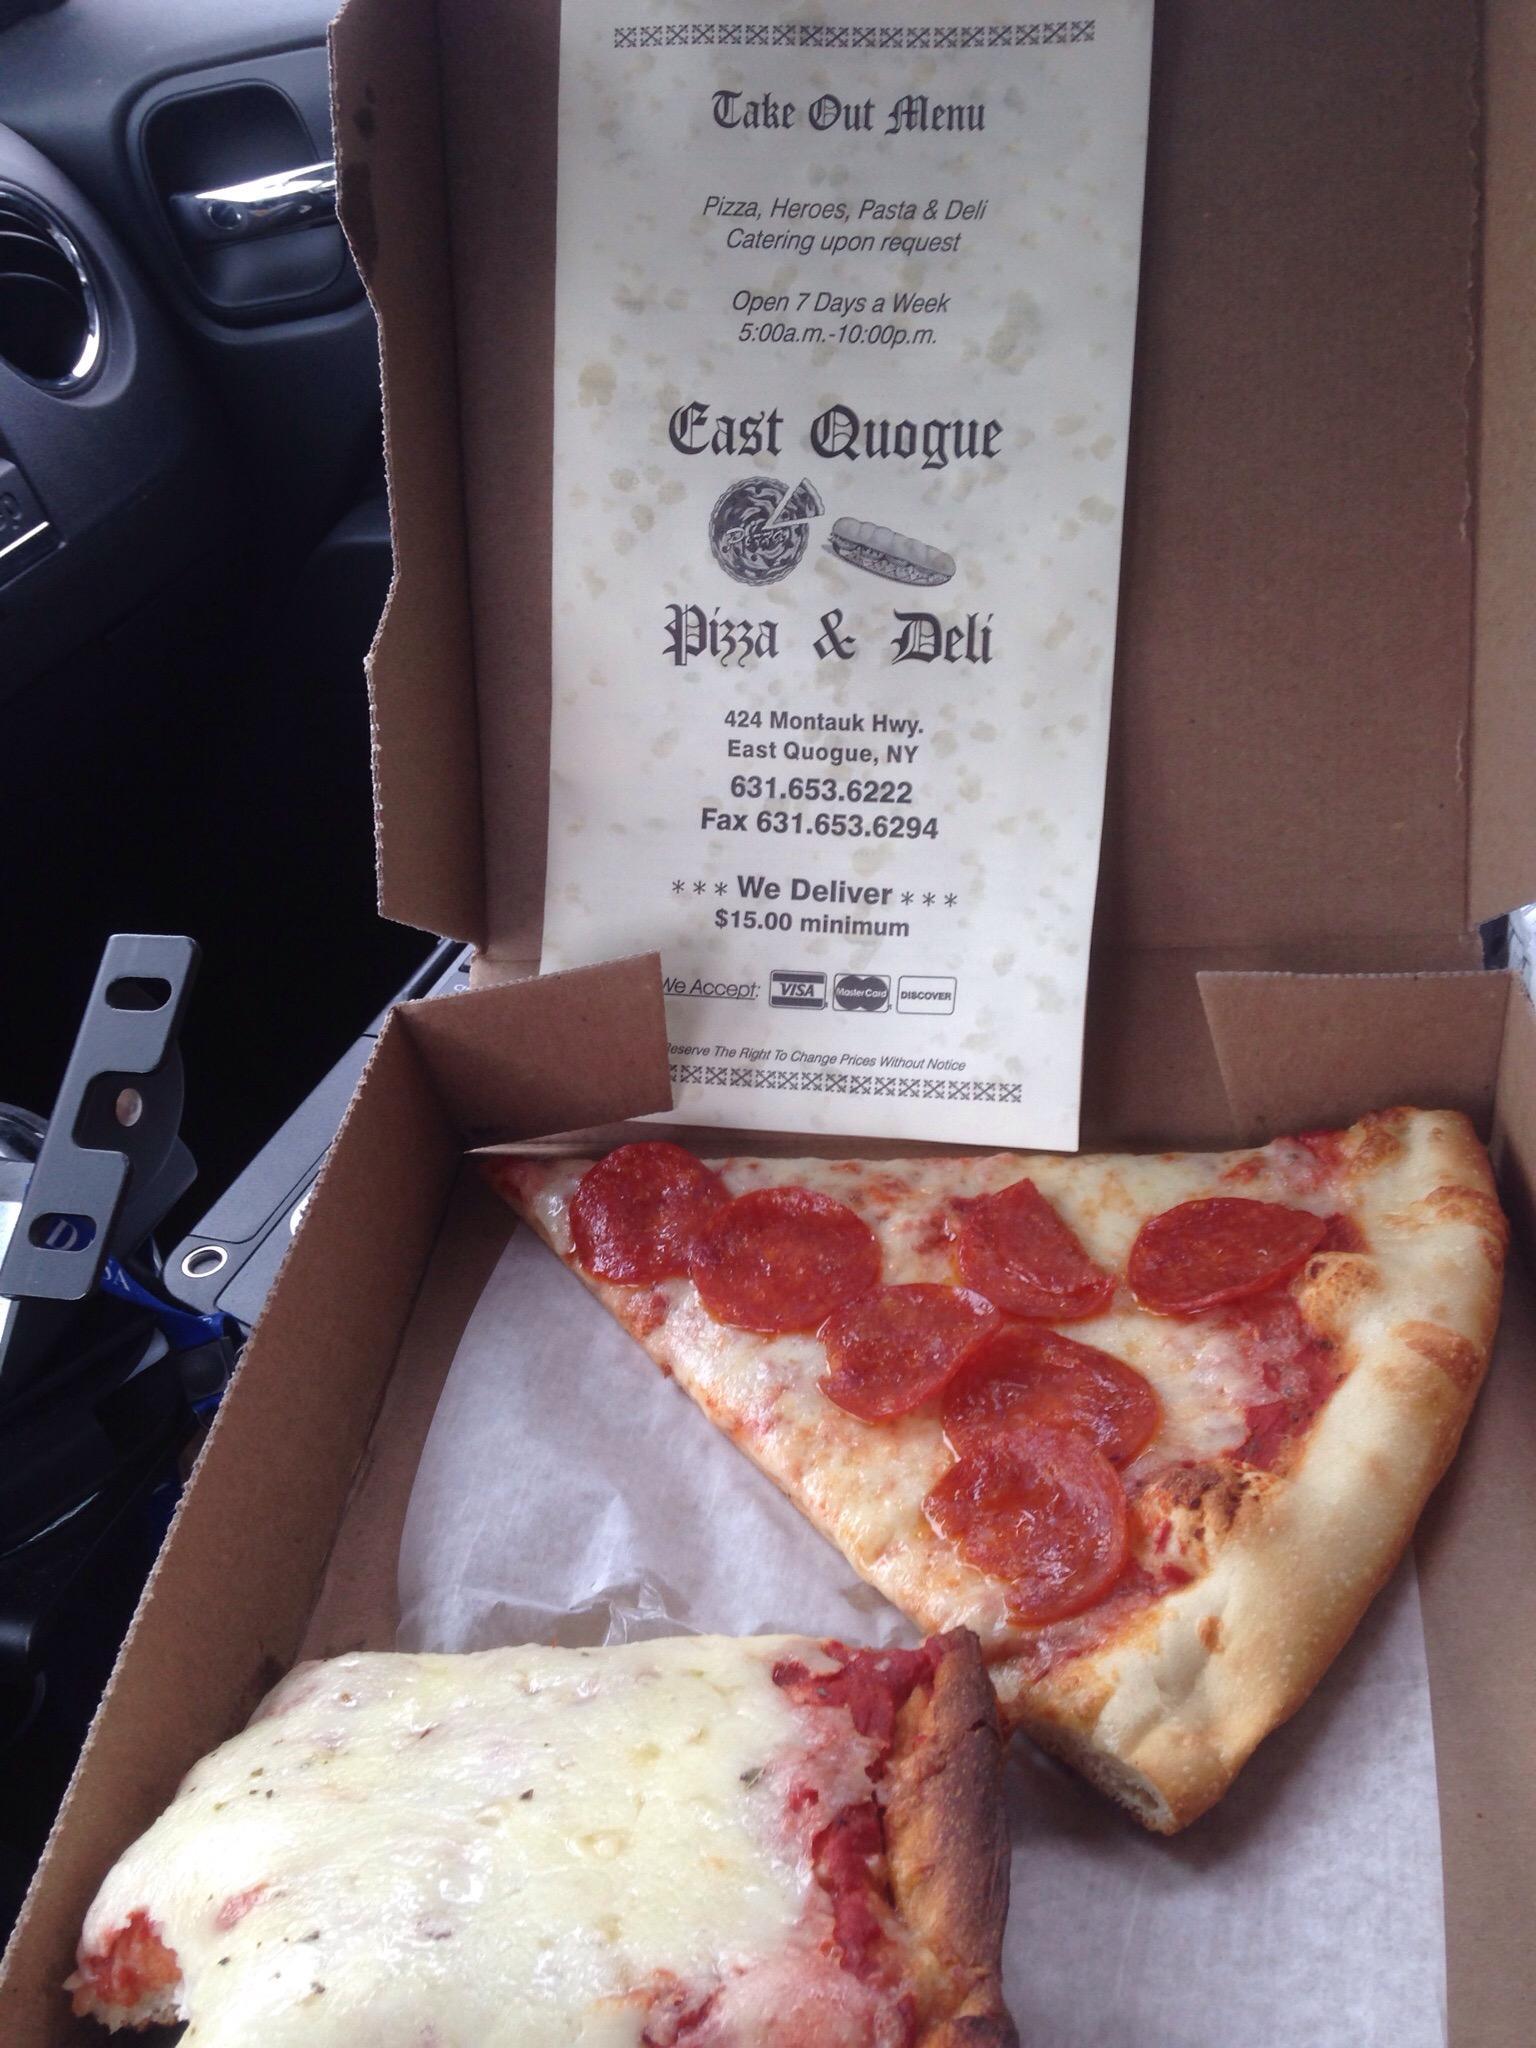 Take Out Menu
Pizza, Heroes, Pasta & Deli
Catering upon request
Open 7 Days a Week
5:00a.m.-10:00p.m.
East Quogue
Pizza
Pizza & Deli
424 Montauk Hwy.
East Quogue, NY
631.653.6222
Fax 631.653.6294
*** We Deliver ***
$15.00 minimum
We Accept: VISA MasterCard DISCOVER
Reserve The Right To Change Prices Without Notice
D